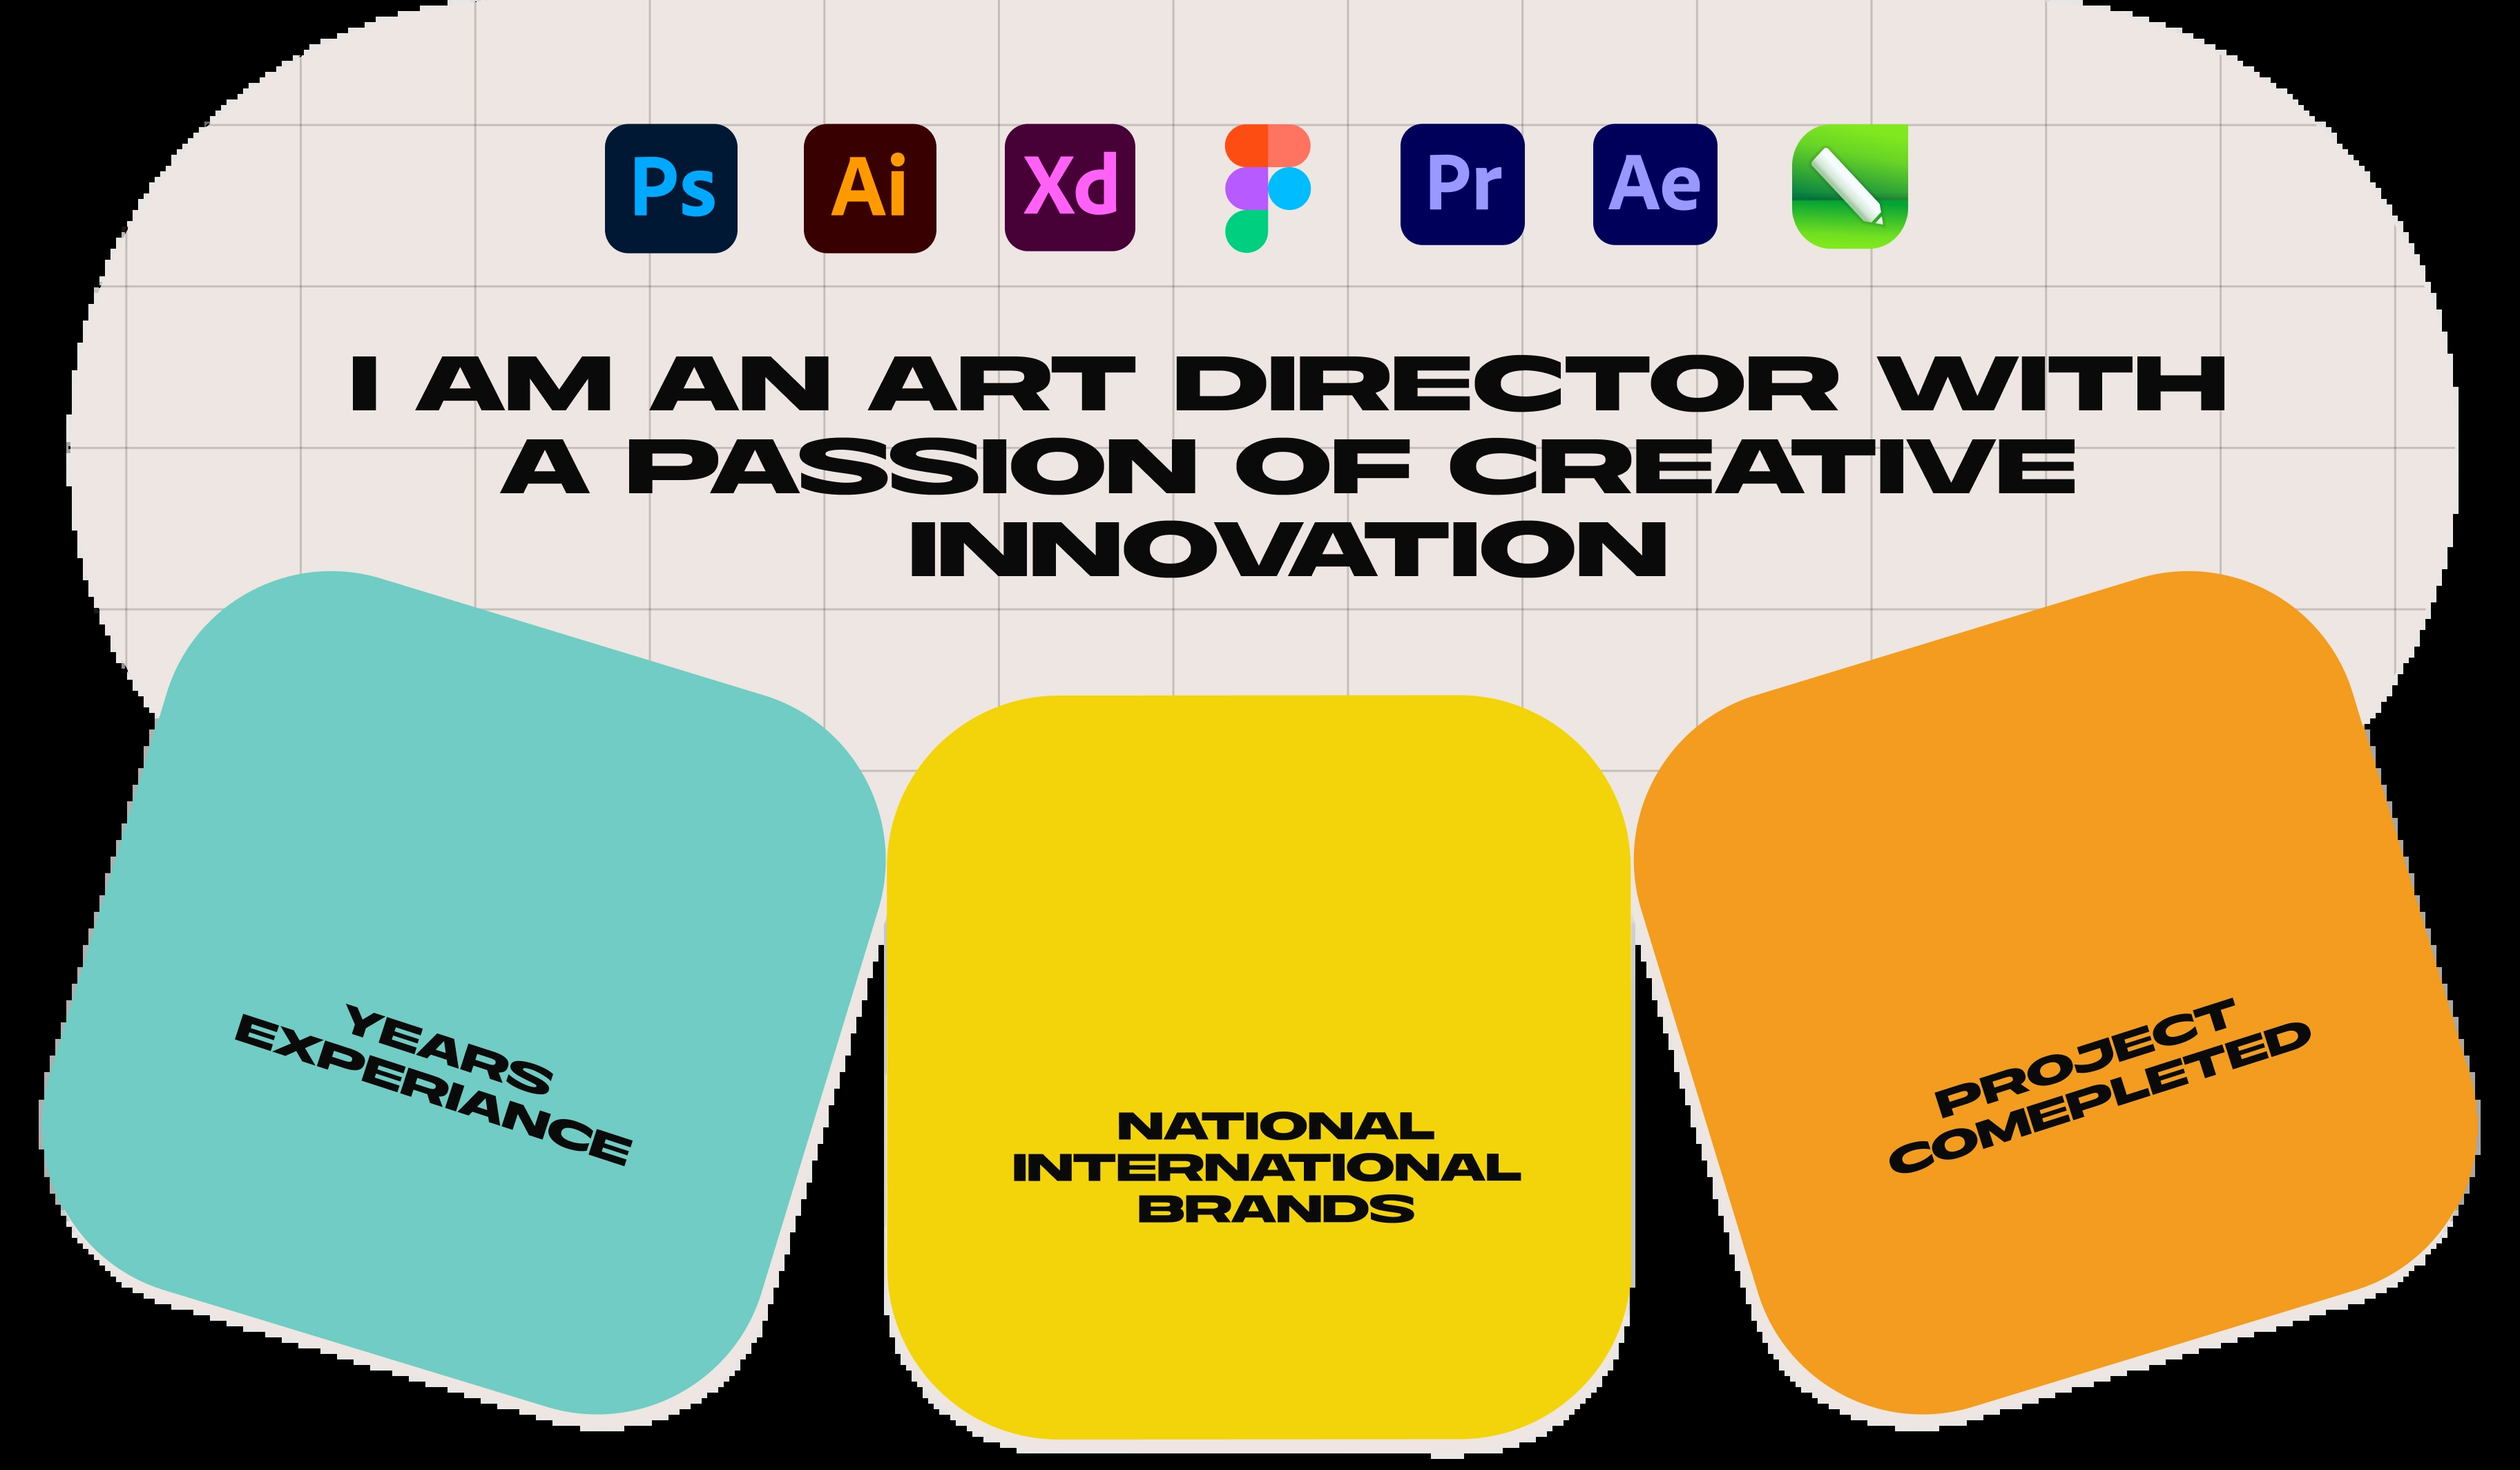 Ps Ai Xd Pr Ae
I AM AN ART DIRECTOR WITH
A PASSION OF CREATIVE
INNOVATION
YEARS
EXPERIANCE
NATIONAL
INTERNATIONAL
BRANDS
PROJECT
COMEPLETED